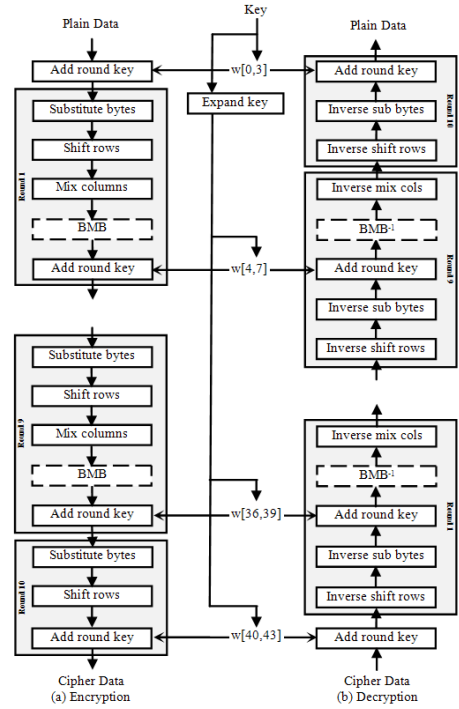 Key
Plain Data
Plain Data
Add round key
w[0,3]
Add round key
Expand key
Substitute bytes
Shift rows
Mix columns
BMB
Add round key
Round 1
Inverse sub bytes
Inverse shift rows
Round 10
w[4,7]
Inverse mix cols
BMB-1
Add round key
Inverse sub bytes
Inverse shift rows
Round 9
Substitute bytes
Shift rows
Mix columns
BMB
Add round key
Round 9
w[36,39]
Inverse mix cols
BMB-1
Add round key
Inverse sub bytes
Inverse shift rows
Round 1
Substitute bytes
Shift rows
Add round key
Round 10
w[40,43]
Add round key
Cipher Data
(a) Encryption
Cipher Data
(b) Decryption